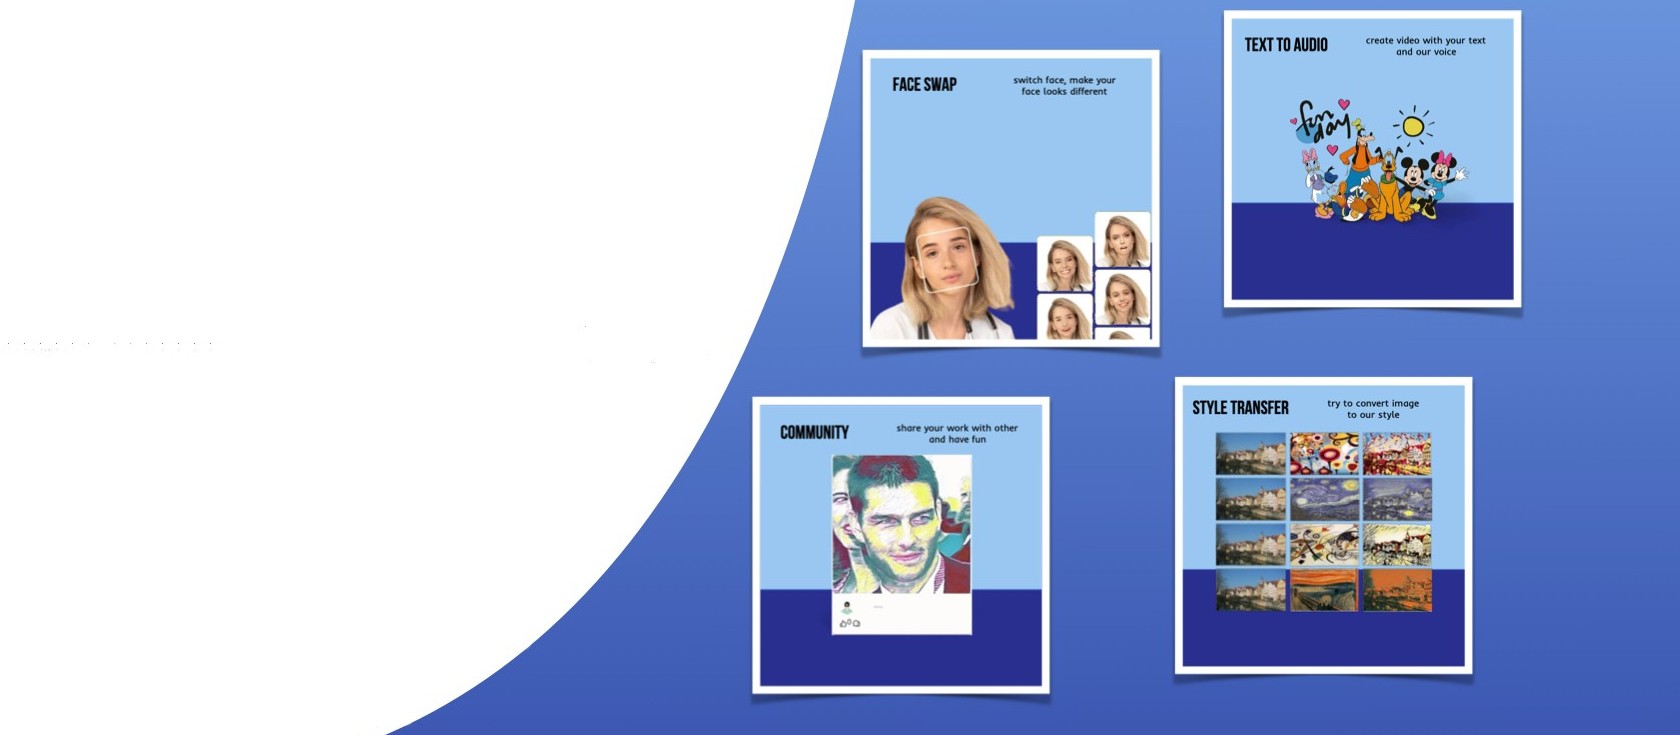 FACE SWAP
switch face, make your
face looks different
TEXT TO AUDIO
create video with your text
and our voice
fun
day
COMMUNITY
share your work with other
and have fun
STYLE TRANSFER
try to convert image
to our style